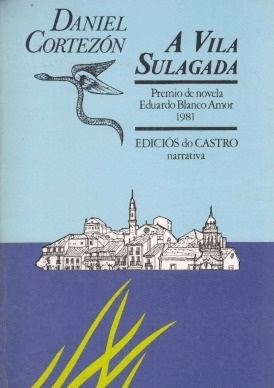 DANIEL
CORTEZÓN
A VILA
SULAGADA
Premio de novela
Eduardo Blanco Amor
1981
EDICIÓS do CASTRO
narrativa